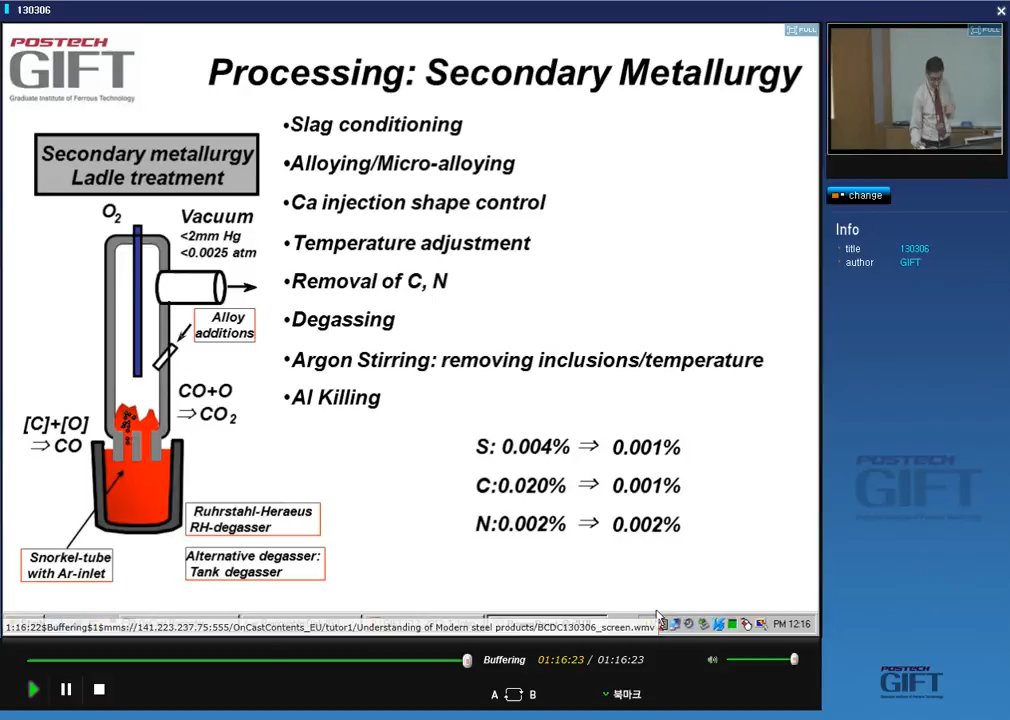 130306
POSTECH
GIFT
Graduate Institute of Ferrous Technology
Processing: Secondary Metallurgy
FULL
FULL
Secondary metallurgy
Ladle treatment
O2
Vacuum
<2mm Hg
<0.0025 atm
Alloy
additions
CO+O
⇒CO2
[C]+[O]
⇒CO
Ruhrstahl-Heraeus
RH-degasser
Snorkel-tube
with Ar-inlet
Alternative degasser:
Tank degasser
•Slag conditioning
•Alloying/Micro-alloying
•Ca injection shape control
•Temperature adjustment
•Removal of C, N
•Degassing
•Argon Stirring: removing inclusions/temperature
•Al Killing
S: 0.004% ⇒ 0.001%
C:0.020% ⇒ 0.001%
N:0.002% ⇒ 0.002%
change
Info
title 130306
author GIFT
POSTECH
GIFT
1:16:22$Buffering$1$mms://141.223.237.75:555/OnCastContents_EU/tutor1/Understanding of Modern steel products/BCDC130306_screen.wmv
PM 12:16
Buffering 01:16:23 / 01:16:23
A B
북마크
POSTECH
GIFT